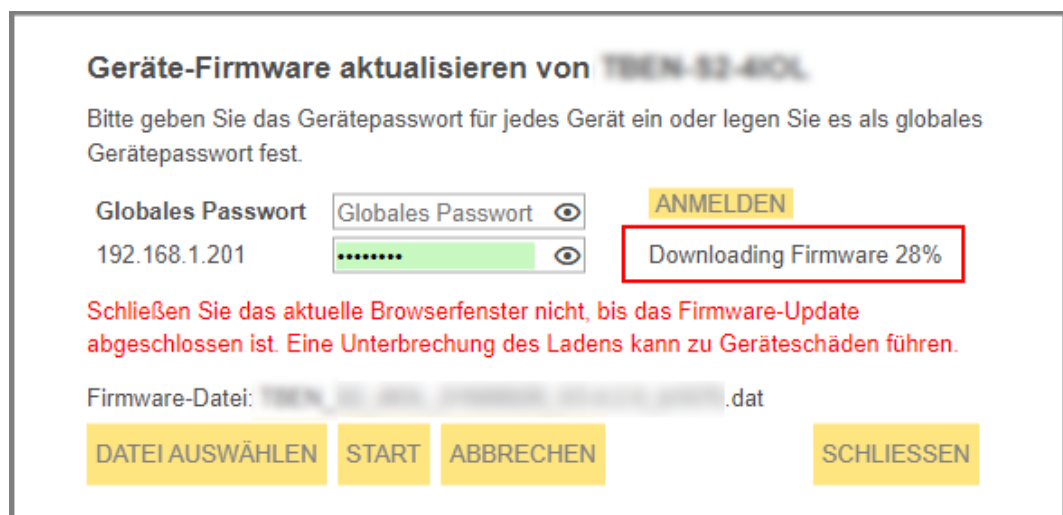 Geräte-Firmware aktualisieren von
Bitte geben Sie das Gerätepasswort für jedes Gerät ein oder legen Sie es als globales
Gerätepasswort fest.
Globales Passwort Globales Passwort ANMELDEN
192.168.1.201 •••••••• Downloading Firmware 28%
Schließen Sie das aktuelle Browserfenster nicht, bis das Firmware-Update
abgeschlossen ist. Eine Unterbrechung des Ladens kann zu Geräteschäden führen.
Firmware-Datei: .dat
DATEI AUSWÄHLEN START ABBRECHEN SCHLIESSEN